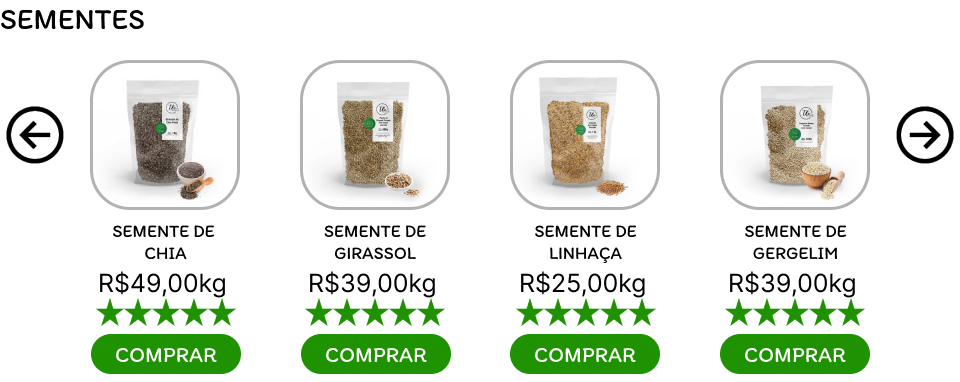 SEMENTES
SEMENTE DE
CHIA
R$49,00kg
COMPRAR
SEMENTE DE
GIRASSOL
R$39,00kg
COMPRAR
SEMENTE DE
LINHAÇA
R$25,00kg
COMPRAR
SEMENTE DE
GERGELIM
R$39,00kg
COMPRAR